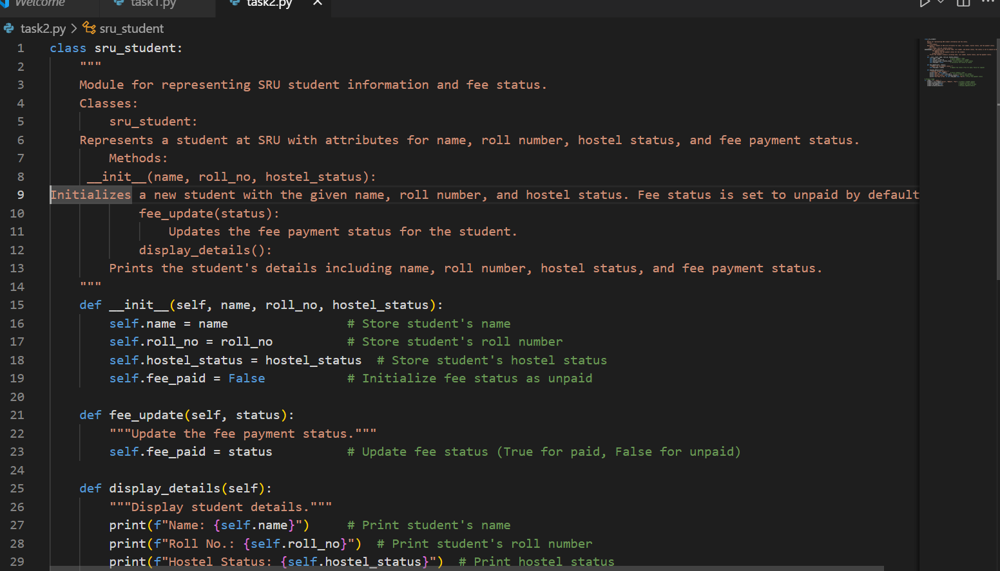 Welcome task1.py task2.py
task2.py > sru_student
1 class sru_student:
2 """
3 Module for representing SRU student information and fee status.
4 Classes:
5 sru_student:
6 Represents a student at SRU with attributes for name, roll number, hostel status, and fee payment status.
7 Methods:
8 __init__(name, roll_no, hostel_status):
9 Initializes a new student with the given name, roll number, and hostel status. Fee status is set to unpaid by default
10 fee_update(status):
11 Updates the fee payment status for the student.
12 display_details():
13 Prints the student's details including name, roll number, hostel status, and fee payment status.
14 """
15 def __init__(self, name, roll_no, hostel_status):
16 self.name = name # Store student's name
17 self.roll_no = roll_no # Store student's roll number
18 self.hostel_status = hostel_status # Store student's hostel status
19 self.fee_paid = False # Initialize fee status as unpaid
20
21 def fee_update(self, status):
22 """Update the fee payment status."""
23 self.fee_paid = status # Update fee status (True for paid, False for unpaid)
24
25 def display_details(self):
26 """Display student details."""
27 print(f"Name: {self.name}") # Print student's name
28 print(f"Roll No.: {self.roll_no}") # Print student's roll number
29 print(f"Hostel Status: {self.hostel_status}") # Print hostel status